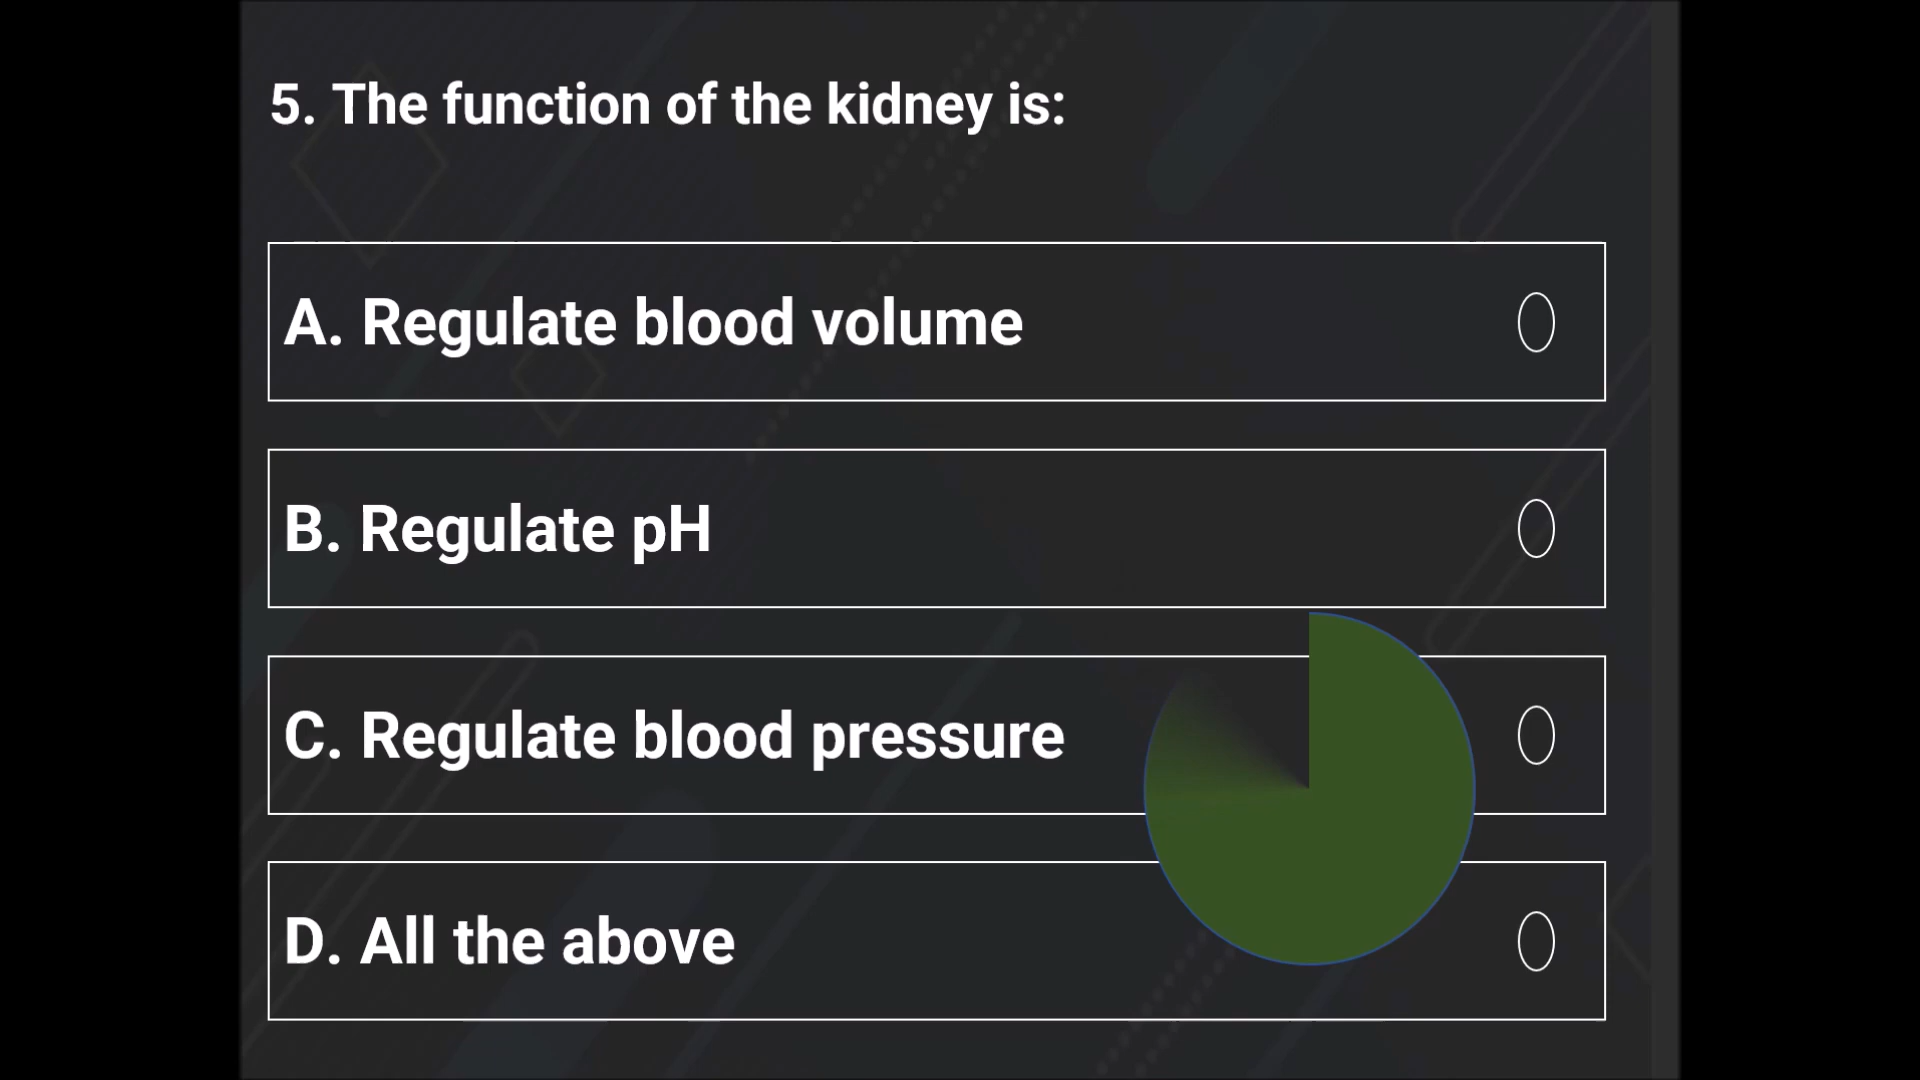 5. The function of the kidney is:
A. Regulate blood volume
B. Regulate pH
C. Regulate blood pressure
D. All the above